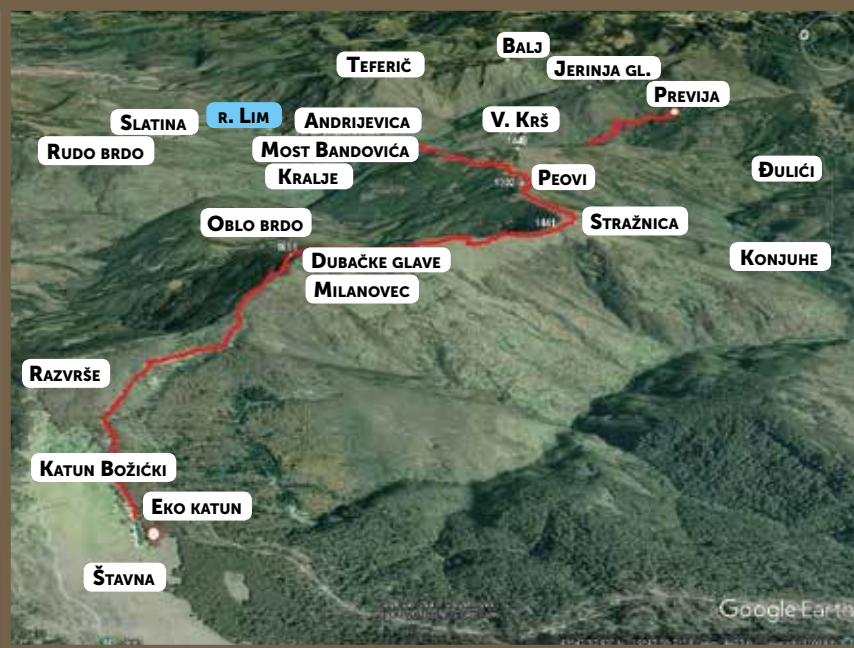 Balj
Teferič
Jerinja gl.
Previja
r. Lim
Slatina
Andrijevica
V. Krš
Rudo brdo
Most Bandovića
Kralje
Peovi
Đulići
Stražnica
Oblo brdo
1441
Dubačke glave
Konjuhe
Milanovec
Razvrše
Katun Božićki
Eko katun
Štavna
Google Earth